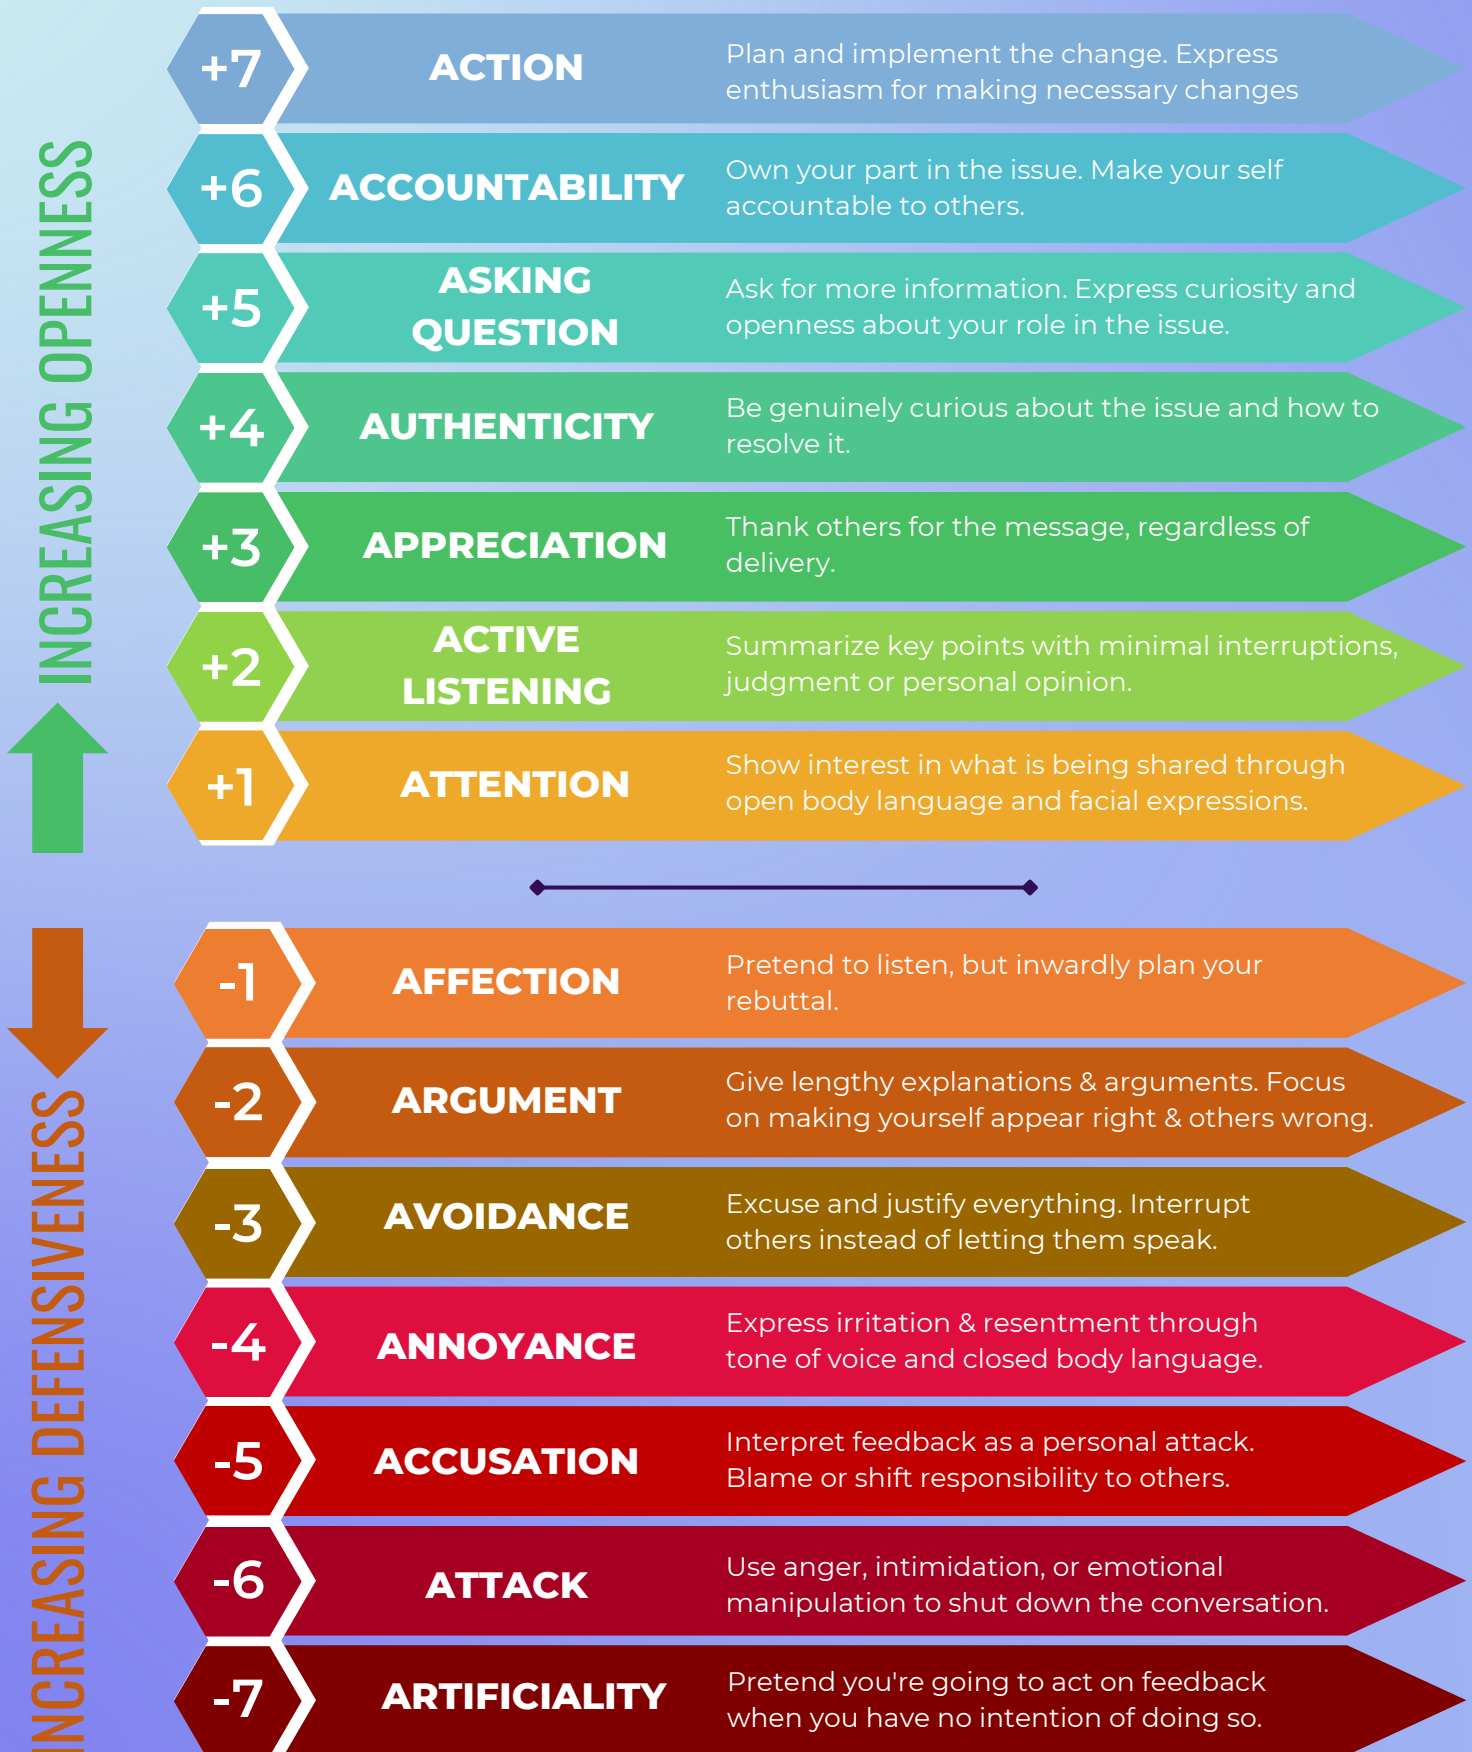 INCREASING OPENNESS
+7
ACTION
Plan and implement the change. Express
enthusiasm for making necessary changes
+6
ACCOUNTABILITY
Own your part in the issue. Make your self
accountable to others.
+5
ASKING
QUESTION
Ask for more information. Express curiosity and
openness about your role in the issue.
+4
AUTHENTICITY
Be genuinely curious about the issue and how to
resolve it.
+3
APPRECIATION
Thank others for the message, regardless of
delivery.
+2
ACTIVE
LISTENING
Summarize key points with minimal interruptions,
judgment or personal opinion.
+1
ATTENTION
Show interest in what is being shared through
open body language and facial expressions.
INCREASING DEFENSIVENESS
-1
AFFECTION
Pretend to listen, but inwardly plan your
rebuttal.
-2
ARGUMENT
Give lengthy explanations & arguments. Focus
on making yourself appear right & others wrong.
-3
AVOIDANCE
Excuse and justify everything. Interrupt
others instead of letting them speak.
-4
ANNOYANCE
Express irritation & resentment through
tone of voice and closed body language.
-5
ACCUSATION
Interpret feedback as a personal attack.
Blame or shift responsibility to others.
-6
ATTACK
Use anger, intimidation, or emotional
manipulation to shut down the conversation.
-7
ARTIFICIALITY
Pretend you're going to act on feedback
when you have no intention of doing so.